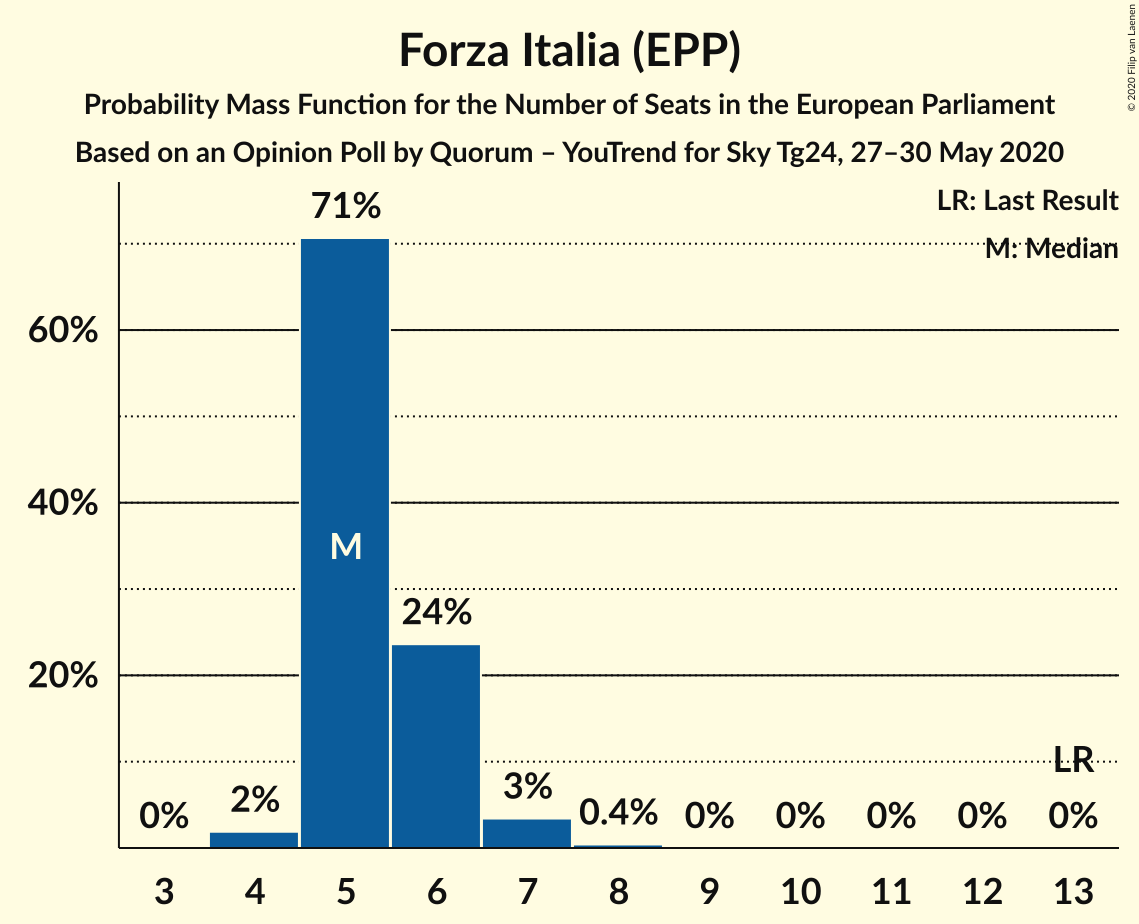 Forza Italia (EPP)
Probability Mass Function for the Number of Seats in the European Parliament
Based on an Opinion Poll by Quorum – YouTrend for Sky Tg24, 27–30 May 2020
© 2020 Filip van Laenen
LR: Last Result
M: Median
60%
40%
20%
0%
2%
71%
M
24%
3%
0.4%
0%
0%
0%
0%
LR
0%
3 4 5 6 7 8 9 10 11 12 13